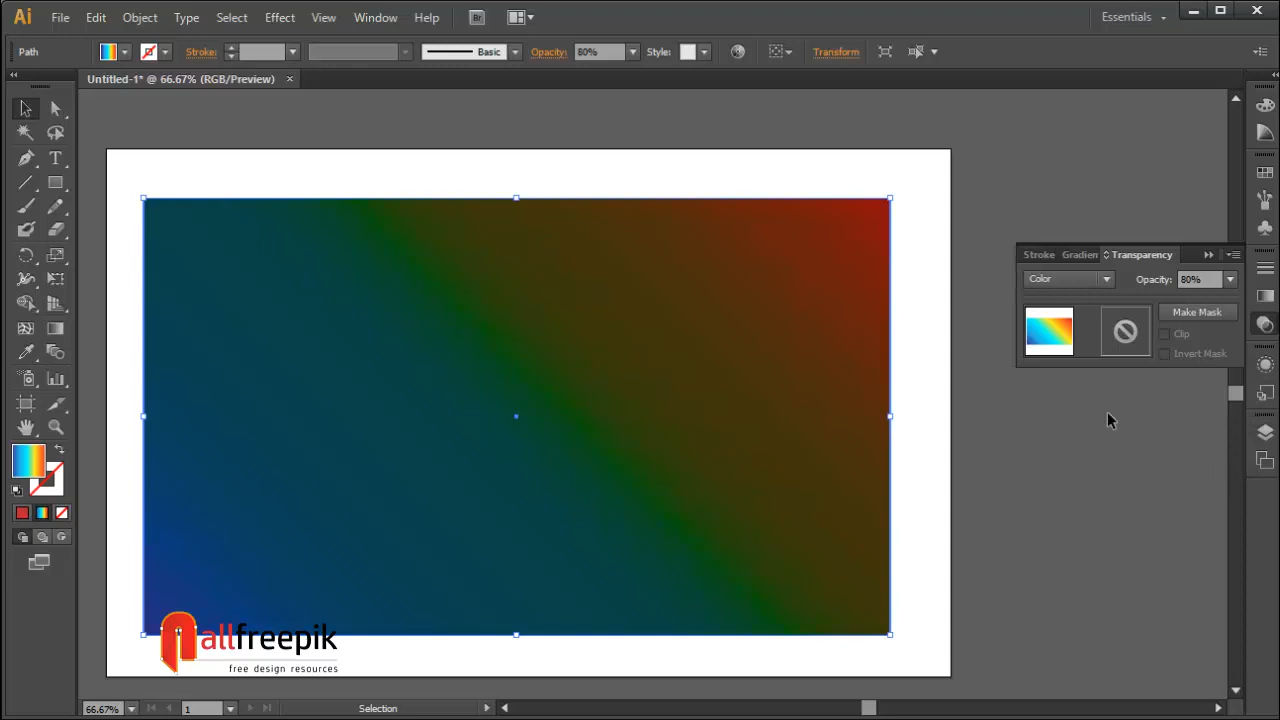 Ai File Edit Object Type Select Effect View Window Help Br Essentials
Path Stroke: Basic Opacity: 80% Style: Transform
Untitled-1* @ 66.67% (RGB/Preview) ×
Stroke Gradien Transparency
Color Opacity: 80%
Make Mask
Clip
Invert Mask
allfreepik
free design resources
66.67% 1 Selection